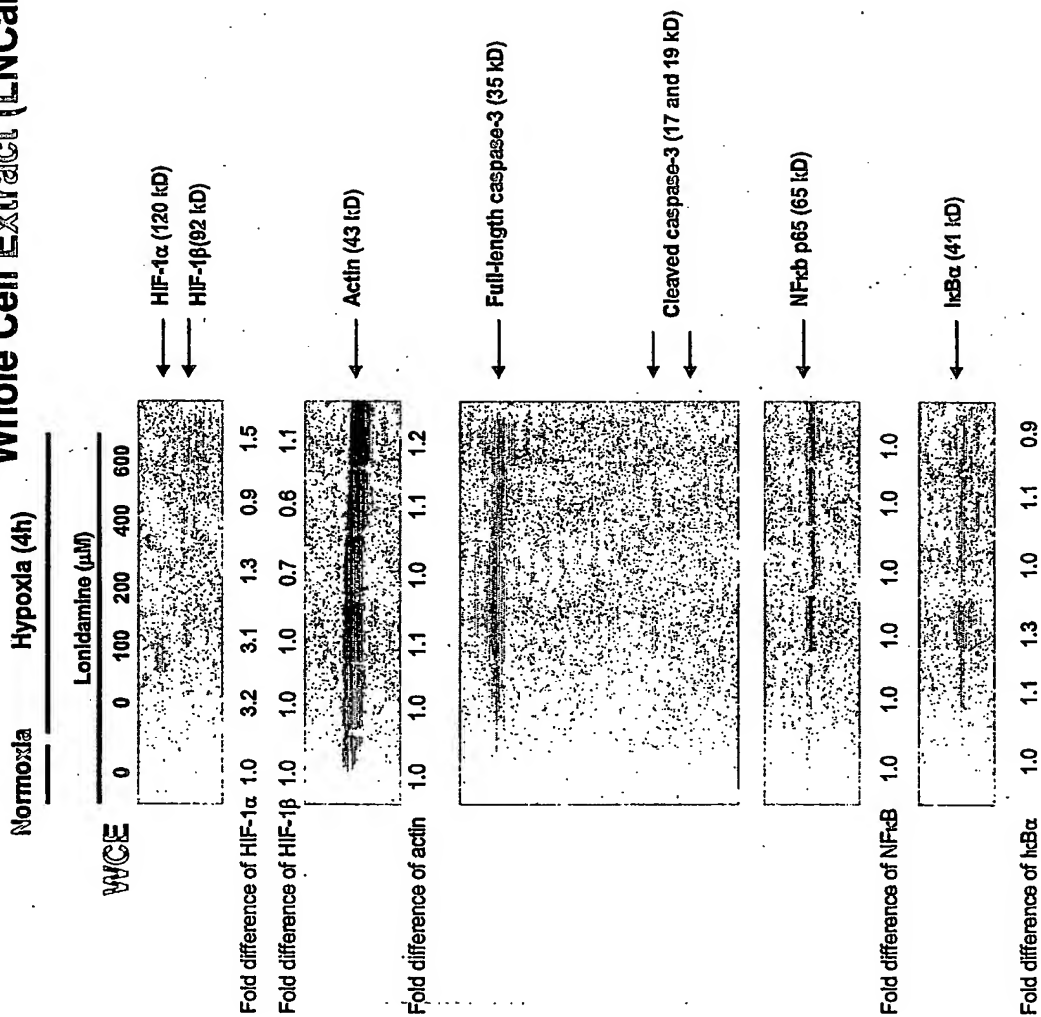 Whole Cell Extract (LNCa
Normoxia Hypoxia (4h)
Lonidamine (μM)
WCE 0 0 100 200 400 600
HIF-1α (120 kD)
HIF-1β(92 kD)
Fold difference of HIF-1α 1.0 3.2 3.1 1.3 0.9 1.5
Fold difference of HIF-1β 1.0 1.0 1.0 0.7 0.6 1.1
Actin (43 kD)
Fold difference of actin 1.0 1.0 1.1 1.0 1.1 1.2
Full-length caspase-3 (35 kD)
Cleaved caspase-3 (17 and 19 kD)
NFκb p65 (65 kD)
Fold difference of NFκB 1.0 1.0 1.0 1.0 1.0 1.0
IκBα (41 kD)
Fold difference of IκBα 1.0 1.1 1.3 1.0 1.1 0.9